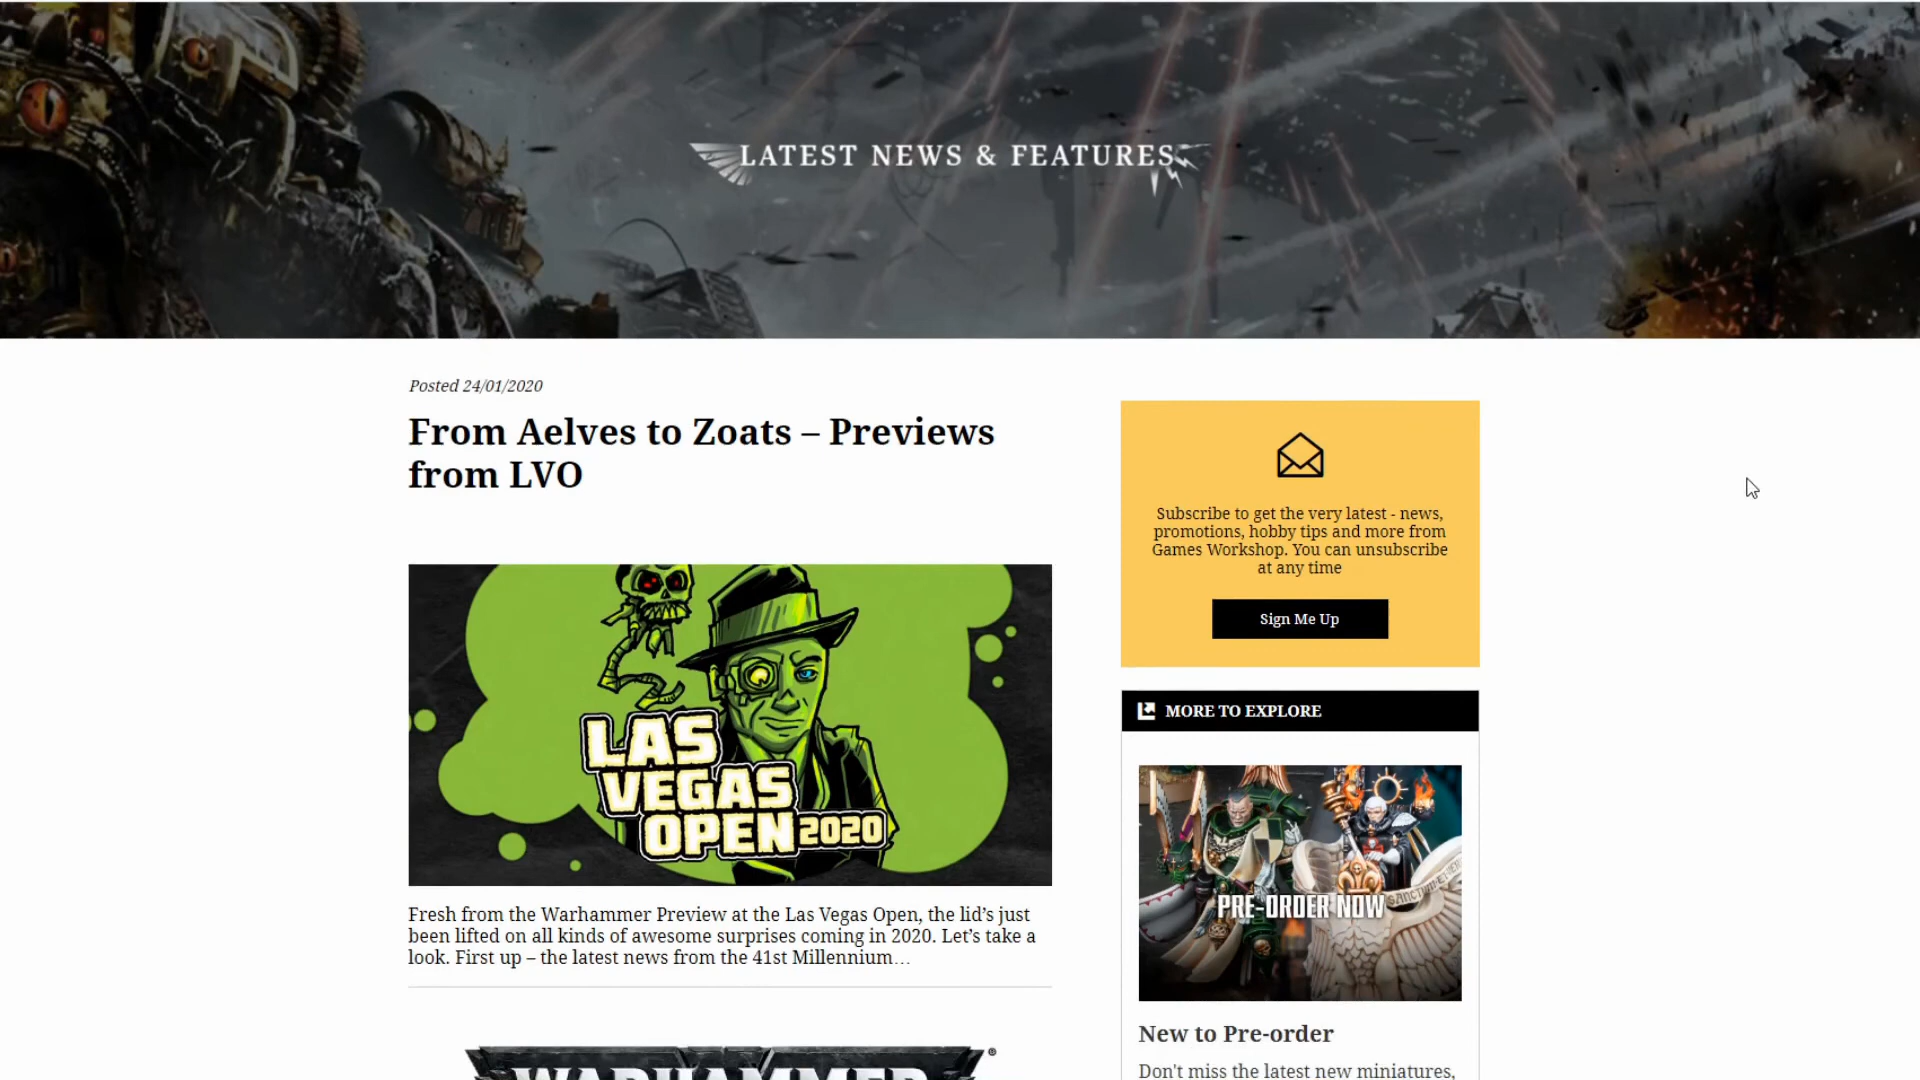 LATEST NEWS & FEATURES
Posted 24/01/2020
From Aelves to Zoats – Previews
from LVO
LAS
VEGAS
OPEN 2020
Fresh from the Warhammer Preview at the Las Vegas Open, the lid’s just
been lifted on all kinds of awesome surprises coming in 2020. Let’s take a
look. First up – the latest news from the 41st Millennium…
WARHAMMER
Subscribe to get the very latest - news,
promotions, hobby tips and more from
Games Workshop. You can unsubscribe
at any time
Sign Me Up
MORE TO EXPLORE
PRE-ORDER NOW
New to Pre-order
Don't miss the latest new miniatures,